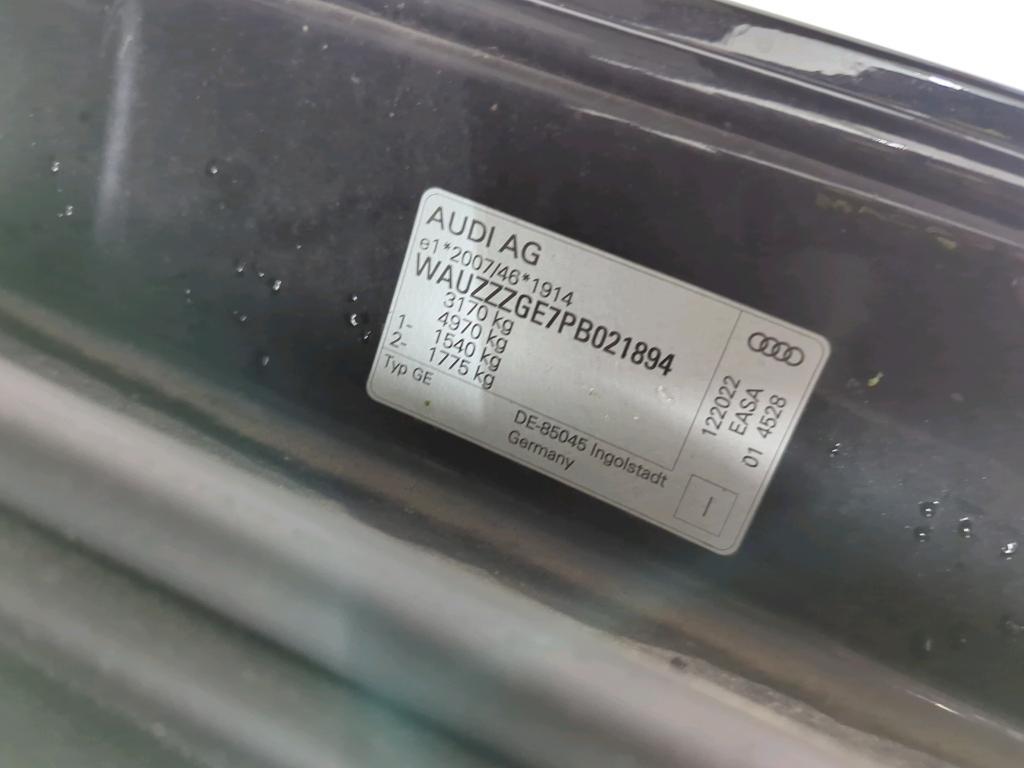 AUDI AG
e1*2007/46*1914
WAUZZZGE7PB021894
3170 kg
4970 kg
1- 1540 kg
2- 1775 kg
Typ GE
DE-85045 Ingolstadt
Germany
122022
EASA
01 4528
I